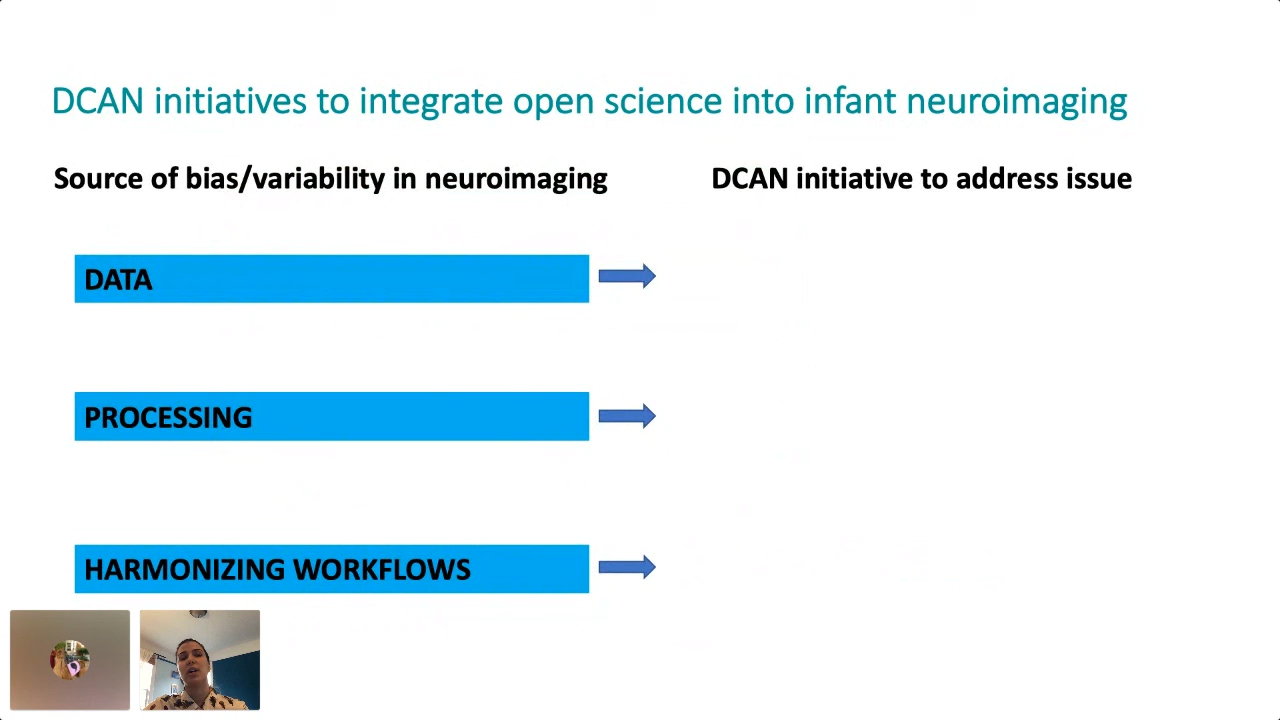 DCAN initiatives to integrate open science into infant neuroimaging
Source of bias/variability in neuroimaging
DCAN initiative to address issue
DATA
PROCESSING
HARMONIZING WORKFLOWS